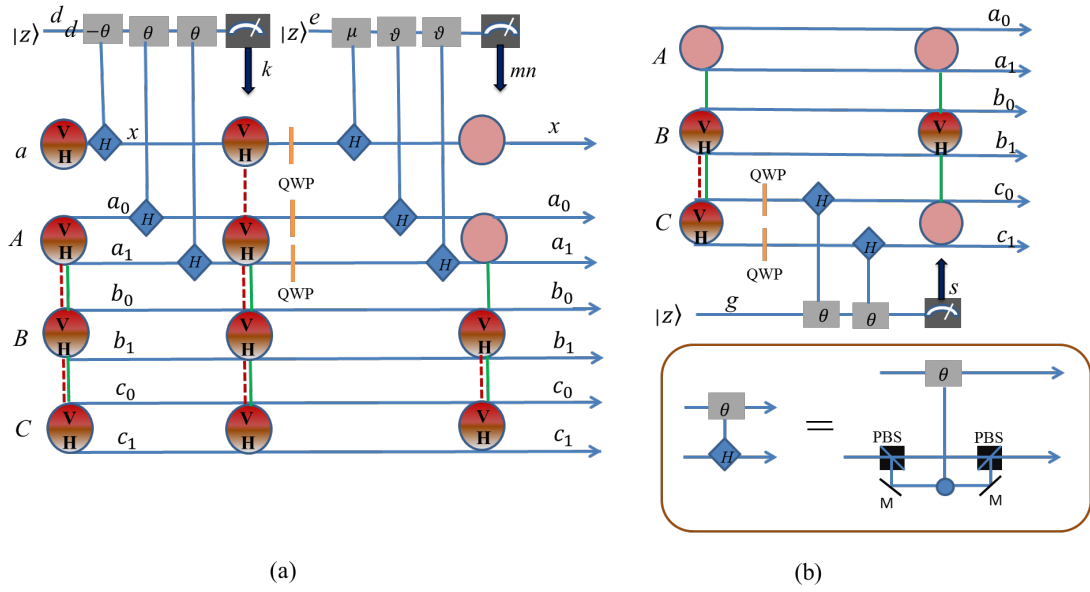 |z⟩ d d −θ θ θ |z⟩ e μ ϑ ϑ
k mn
a V H H x V H QWP H x
A V H a₀ H V H QWP H a₀
a₁ H QWP H a₁
B V H b₀ V H b₀ V H
b₁ b₁
C V H c₀ V H c₀ V H
c₁ c₁
(a)
A a₀
a₁
B V H b₀ V H
b₁
C V H QWP H c₀
QWP H c₁
|z⟩ g θ θ s
θ H = θ
PBS PBS
M M
(b)